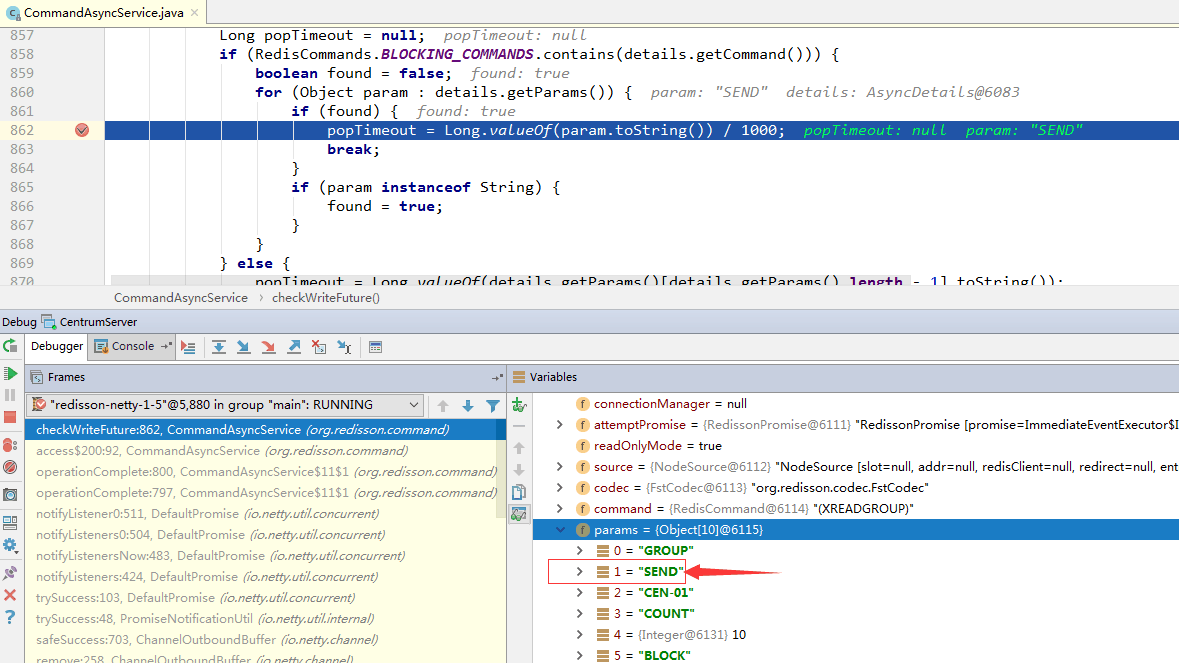 CommandAsyncService.java
857 Long popTimeout = null; popTimeout: null
858 if (RedisCommands.BLOCKING_COMMANDS.contains(details.getCommand())) {
859 boolean found = false; found: true
860 for (Object param : details.getParams()) { param: "SEND" details: AsyncDetails@6083
861 if (found) { found: true
862 popTimeout = Long.valueOf(param.toString()) / 1000; popTimeout: null param: "SEND"
863 break;
864 }
865 if (param instanceof String) {
866 found = true;
867 }
868 }
869 } else {
870 popTimeout = Long.valueOf(details.getParams()[details.getParams().length - 1].toString());
CommandAsyncService › checkWriteFuture()
Debug CentrumServer
Debugger Console
Frames
"redisson-netty-1-5"@5,880 in group "main": RUNNING
checkWriteFuture:862, CommandAsyncService (org.redisson.command)
access$200:92, CommandAsyncService (org.redisson.command)
operationComplete:800, CommandAsyncService$11$1 (org.redisson.command)
operationComplete:797, CommandAsyncService$11$1 (org.redisson.command)
notifyListener0:511, DefaultPromise (io.netty.util.concurrent)
notifyListeners0:504, DefaultPromise (io.netty.util.concurrent)
notifyListenersNow:483, DefaultPromise (io.netty.util.concurrent)
notifyListeners:424, DefaultPromise (io.netty.util.concurrent)
trySuccess:103, DefaultPromise (io.netty.util.concurrent)
trySuccess:48, PromiseNotificationUtil (io.netty.util.internal)
safeSuccess:703, ChannelOutboundBuffer (io.netty.channel)
remove:258, ChannelOutboundBuffer (io.netty.channel)
Variables
connectionManager = null
attemptPromise = {RedissonPromise@6111} "RedissonPromise [promise=ImmediateEventExecutor$I
readOnlyMode = true
source = {NodeSource@6112} "NodeSource [slot=null, addr=null, redisClient=null, redirect=null, ent
codec = {FstCodec@6113} "org.redisson.codec.FstCodec"
command = {RedisCommand@6114} "(XREADGROUP)"
params = {Object[10]@6115}
0 = "GROUP"
1 = "SEND"
2 = "CEN-01"
3 = "COUNT"
4 = {Integer@6131} 10
5 = "BLOCK"